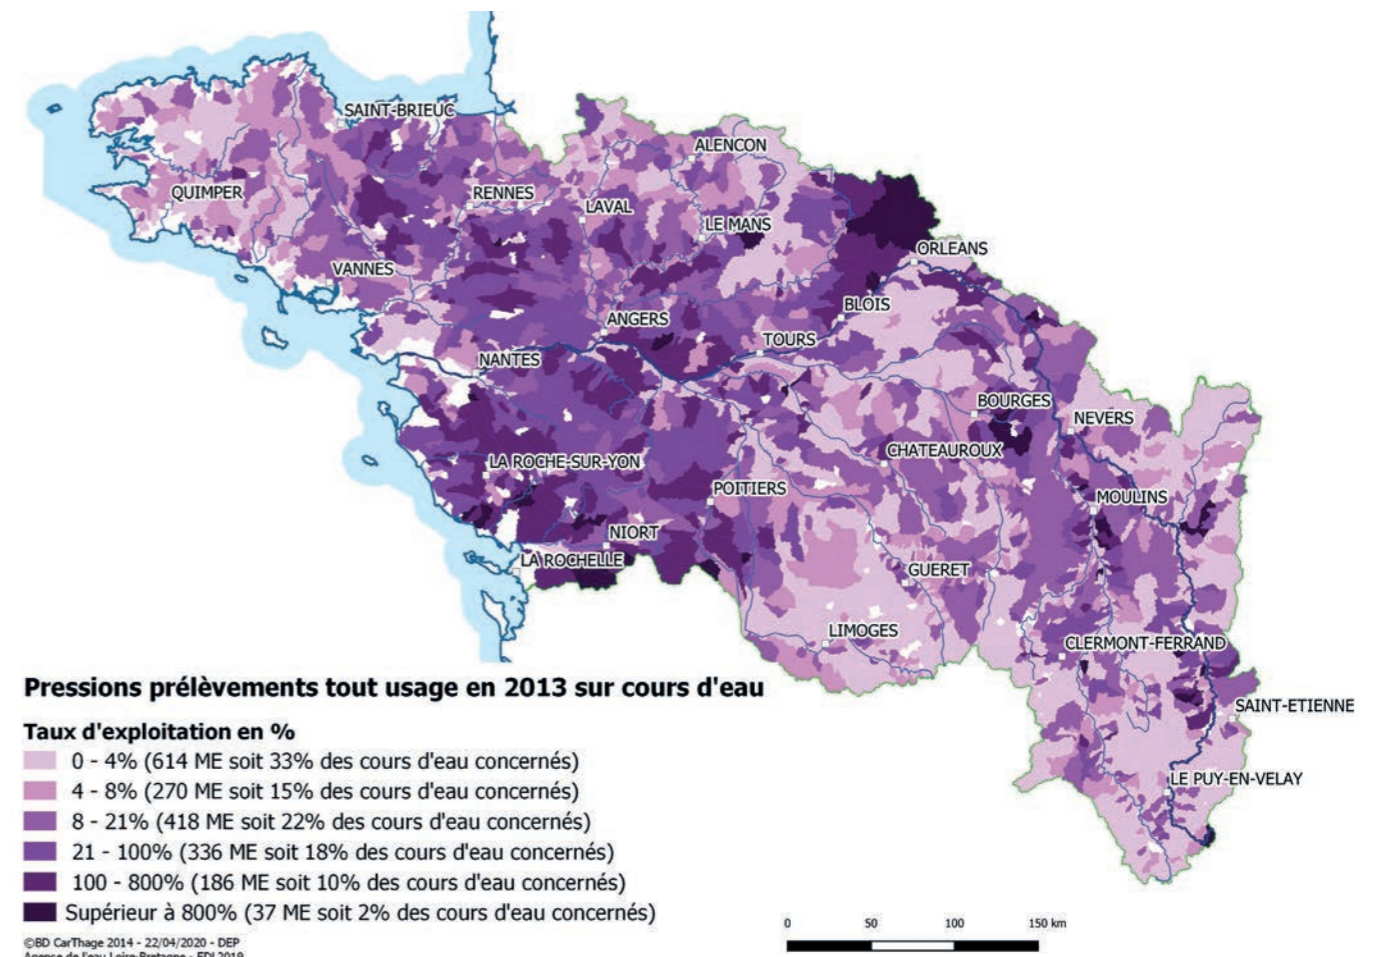 SAINT-BRIEUC
ALENCON
QUIMPER
RENNES
LAVAL
LE MANS
ORLEANS
VANNES
BLOIS
ANGERS
TOURS
NANTES
BOURGES
NEVERS
CHATEAUROUX
LA ROCHE-SUR-YON
POITIERS
MOULINS
NIORT
LA ROCHELLE
GUERET
LIMOGES
CLERMONT-FERRAND
SAINT-ETIENNE
LE PUY-EN-VELAY
Pressions prélèvements tout usage en 2013 sur cours d'eau
Taux d'exploitation en %
0 - 4% (614 ME soit 33% des cours d'eau concernés)
4 - 8% (270 ME soit 15% des cours d'eau concernés)
8 - 21% (418 ME soit 22% des cours d'eau concernés)
21 - 100% (336 ME soit 18% des cours d'eau concernés)
100 - 800% (186 ME soit 10% des cours d'eau concernés)
Supérieur à 800% (37 ME soit 2% des cours d'eau concernés)
0 50 100 150 km
©BD CarThage 2014 - 22/04/2020 - DEP
Agence de l'eau Loire-Bretagne - EDL2019